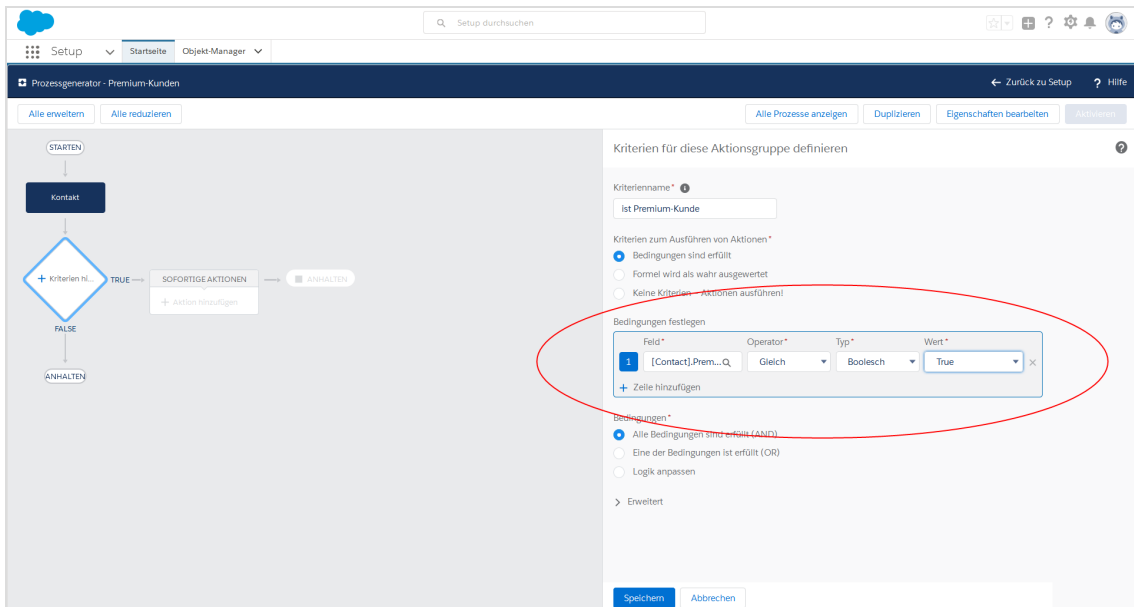 Setup durchsuchen
Setup Startseite Objekt-Manager
Prozessgenerator - Premium-Kunden Zurück zu Setup ? Hilfe
Alle erweitern Alle reduzieren Alle Prozesse anzeigen Duplizieren Eigenschaften bearbeiten Aktivieren
STARTEN
Kontakt
+ Kriterien hi...
TRUE
SOFORTIGE AKTIONEN
+ Aktion hinzufügen
ANHALTEN
FALSE
ANHALTEN
Kriterien für diese Aktionsgruppe definieren
Kriterienname*
ist Premium-Kunde
Kriterien zum Ausführen von Aktionen*
Bedingungen sind erfüllt
Formel wird als wahr ausgewertet
Keine Kriterien – Aktionen ausführen!
Bedingungen festlegen
Feld* Operator* Typ* Wert*
1 [Contact].Prem... Gleich Boolesch True
+ Zeile hinzufügen
Bedingungen*
Alle Bedingungen sind erfüllt (AND)
Eine der Bedingungen ist erfüllt (OR)
Logik anpassen
Erweitert
Speichern Abbrechen